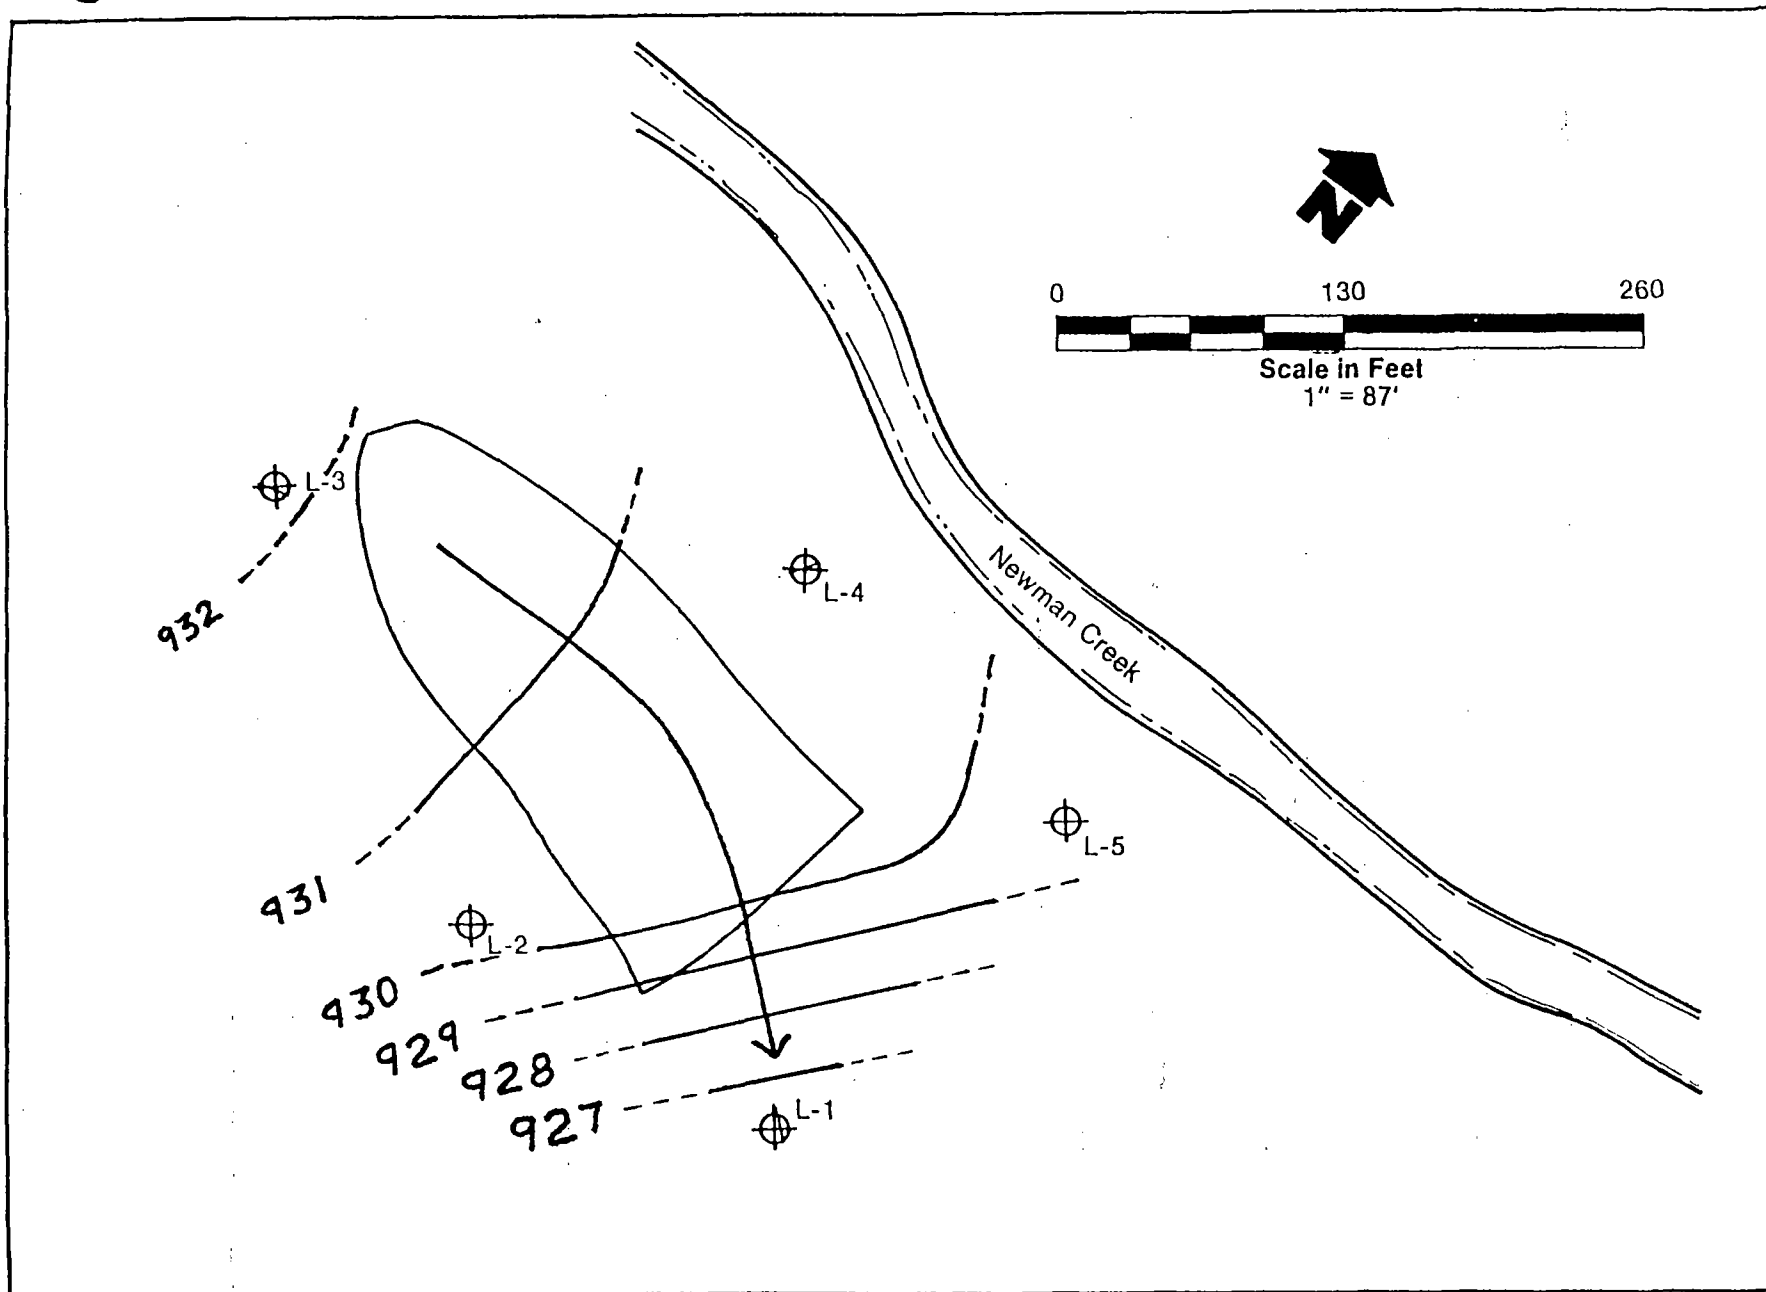 N
0 130 260
Scale in Feet
1" = 87'
L-3
L-4
Newman Creek
932
L-5
931
L-2
930
929
928
927
L-1